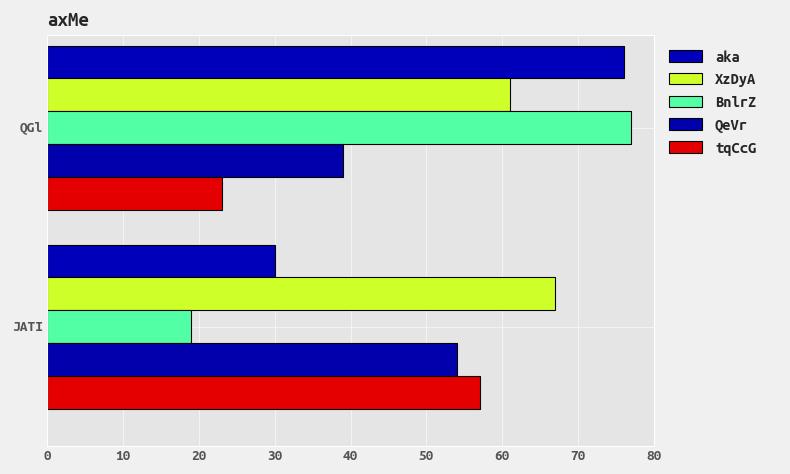 axMe
aka
XzDyA
BnlrZ
QeVr
tqCcG
QGl
JATI
0 10 20 30 40 50 60 70 80